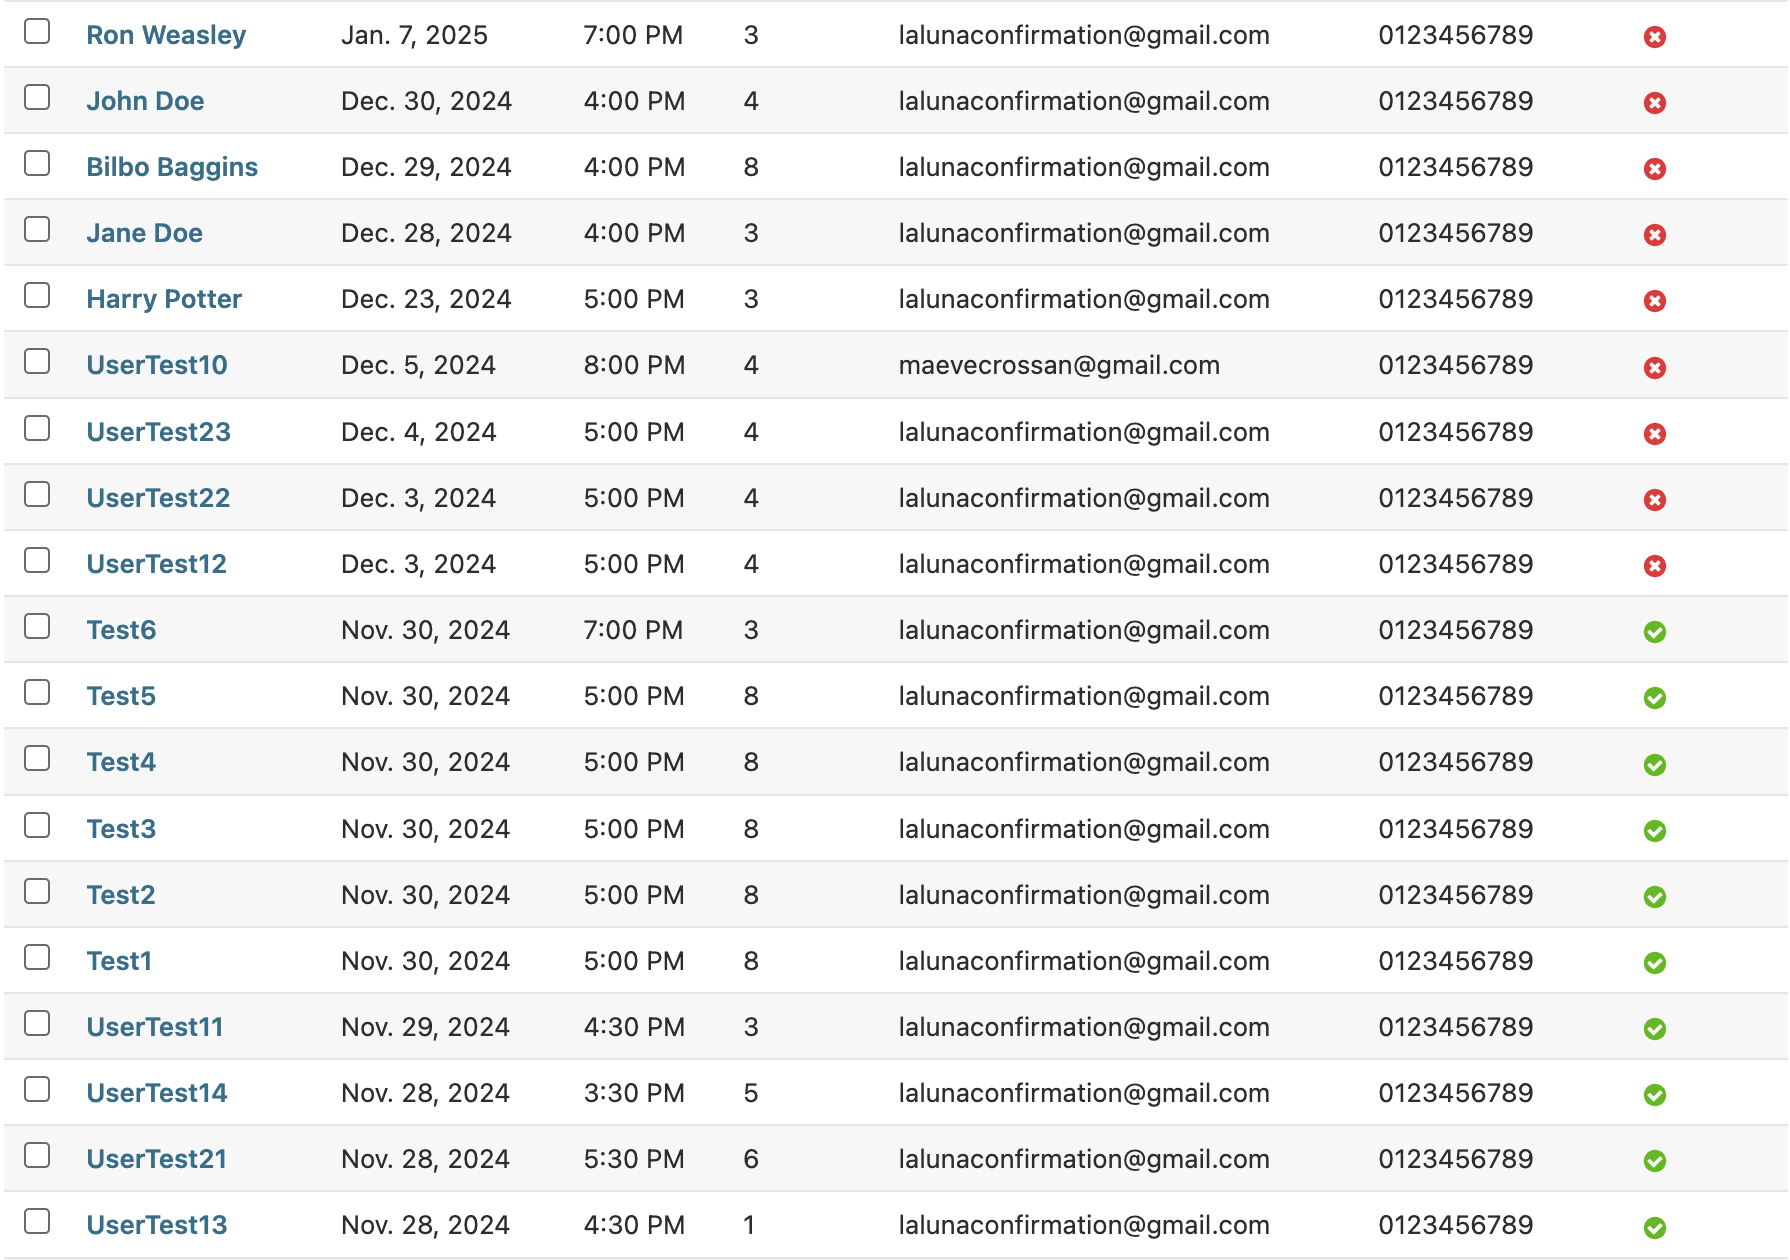 Ron Weasley Jan. 7, 2025 7:00 PM 3 lalunaconfirmation@gmail.com 0123456789
John Doe Dec. 30, 2024 4:00 PM 4 lalunaconfirmation@gmail.com 0123456789
Bilbo Baggins Dec. 29, 2024 4:00 PM 8 lalunaconfirmation@gmail.com 0123456789
Jane Doe Dec. 28, 2024 4:00 PM 3 lalunaconfirmation@gmail.com 0123456789
Harry Potter Dec. 23, 2024 5:00 PM 3 lalunaconfirmation@gmail.com 0123456789
UserTest10 Dec. 5, 2024 8:00 PM 4 maevecrossan@gmail.com 0123456789
UserTest23 Dec. 4, 2024 5:00 PM 4 lalunaconfirmation@gmail.com 0123456789
UserTest22 Dec. 3, 2024 5:00 PM 4 lalunaconfirmation@gmail.com 0123456789
UserTest12 Dec. 3, 2024 5:00 PM 4 lalunaconfirmation@gmail.com 0123456789
Test6 Nov. 30, 2024 7:00 PM 3 lalunaconfirmation@gmail.com 0123456789
Test5 Nov. 30, 2024 5:00 PM 8 lalunaconfirmation@gmail.com 0123456789
Test4 Nov. 30, 2024 5:00 PM 8 lalunaconfirmation@gmail.com 0123456789
Test3 Nov. 30, 2024 5:00 PM 8 lalunaconfirmation@gmail.com 0123456789
Test2 Nov. 30, 2024 5:00 PM 8 lalunaconfirmation@gmail.com 0123456789
Test1 Nov. 30, 2024 5:00 PM 8 lalunaconfirmation@gmail.com 0123456789
UserTest11 Nov. 29, 2024 4:30 PM 3 lalunaconfirmation@gmail.com 0123456789
UserTest14 Nov. 28, 2024 3:30 PM 5 lalunaconfirmation@gmail.com 0123456789
UserTest21 Nov. 28, 2024 5:30 PM 6 lalunaconfirmation@gmail.com 0123456789
UserTest13 Nov. 28, 2024 4:30 PM 1 lalunaconfirmation@gmail.com 0123456789